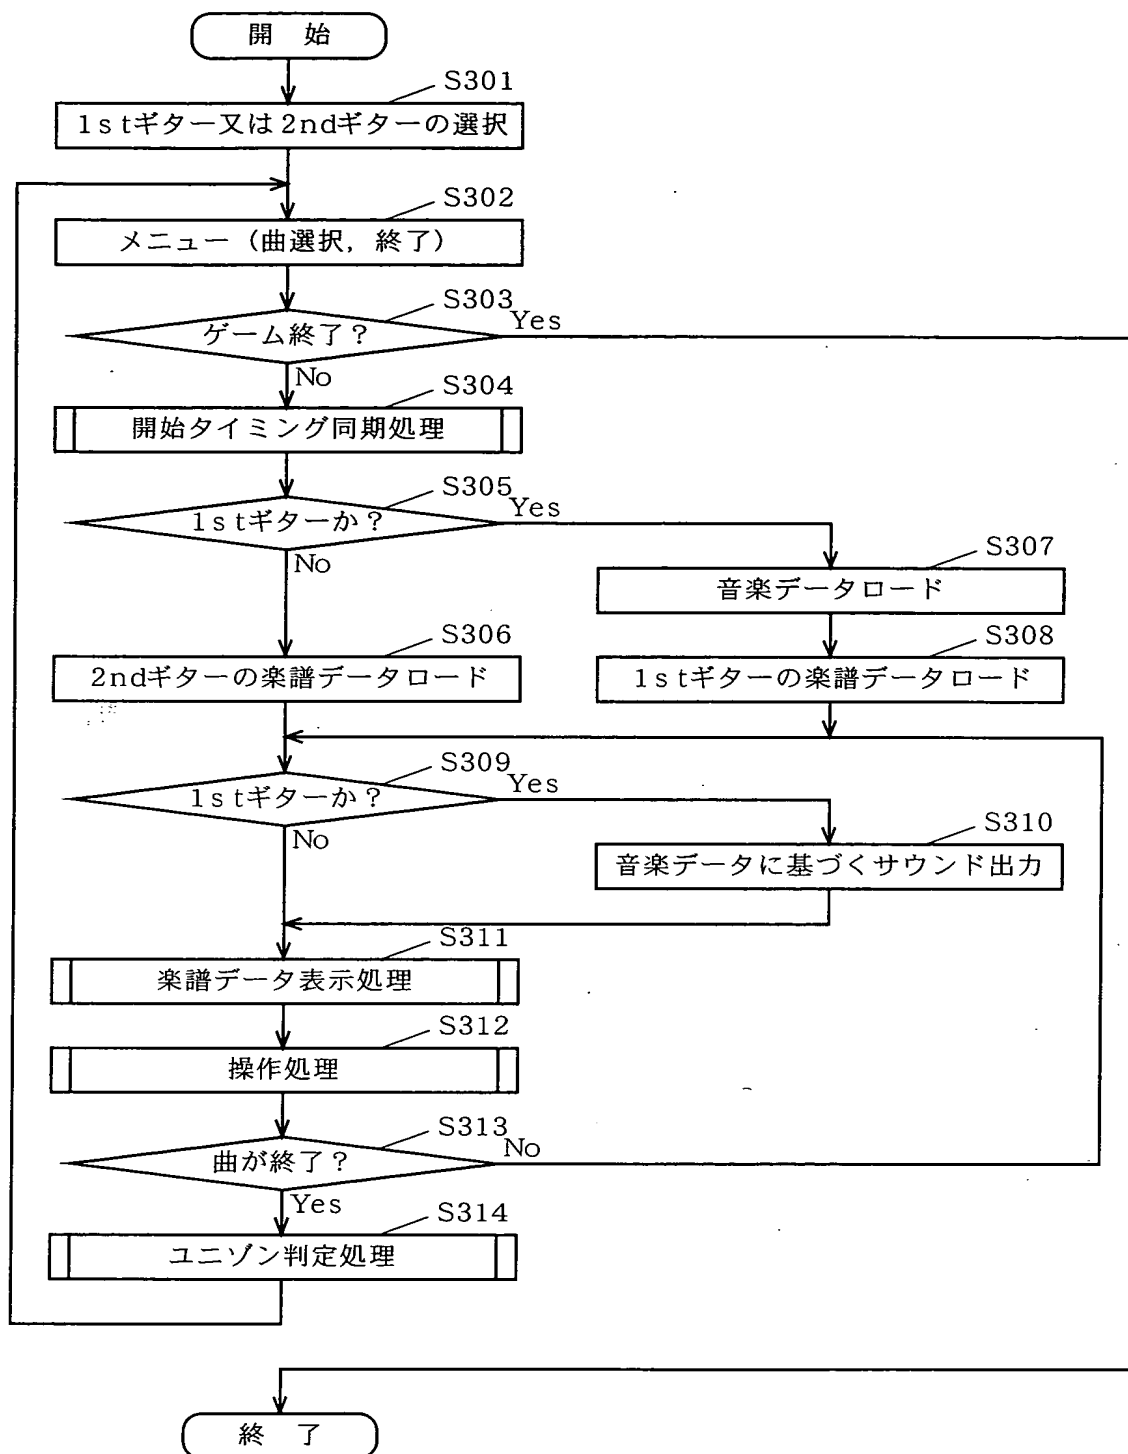 開 始
S301
1stギター又は2ndギターの選択
S302
メニュー（曲選択，終了）
S303
ゲーム終了？
Yes
No
S304
開始タイミング同期処理
S305
1stギターか？
Yes
No
S307
音楽データロード
S306
2ndギターの楽譜データロード
S308
1stギターの楽譜データロード
S309
1stギターか？
Yes
No
S310
音楽データに基づくサウンド出力
S311
楽譜データ表示処理
S312
操作処理
S313
曲が終了？
No
Yes
S314
ユニゾン判定処理
終 了